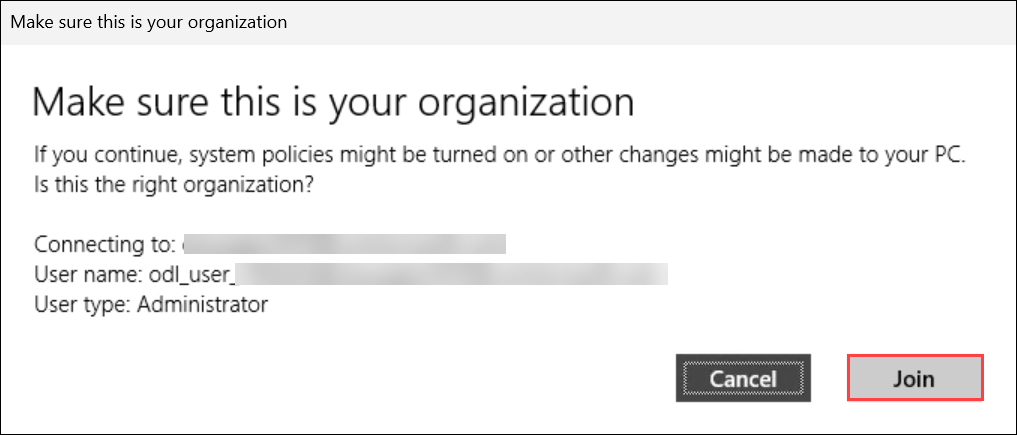 Make sure this is your organization
Make sure this is your organization
If you continue, system policies might be turned on or other changes might be made to your PC.
Is this the right organization?
Connecting to:
User name: odl_user_
User type: Administrator
Cancel
Join